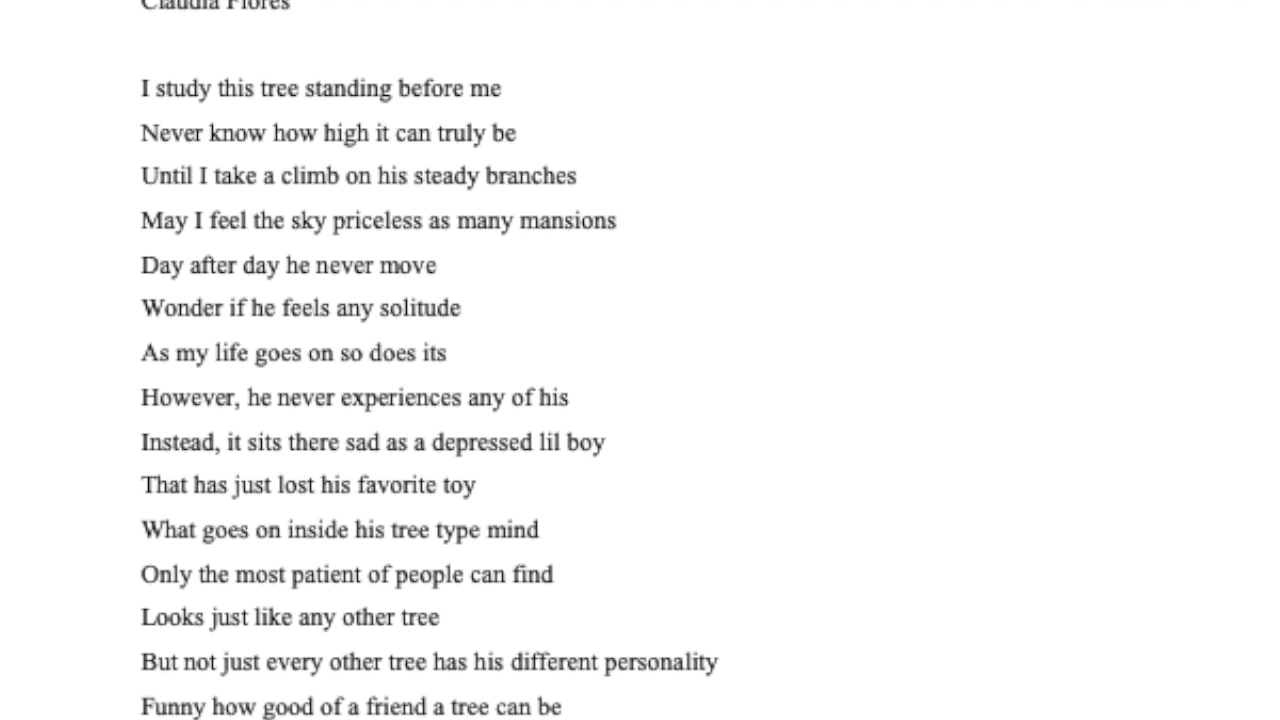 Claudia Flores
I study this tree standing before me
Never know how high it can truly be
Until I take a climb on his steady branches
May I feel the sky priceless as many mansions
Day after day he never move
Wonder if he feels any solitude
As my life goes on so does its
However, he never experiences any of his
Instead, it sits there sad as a depressed lil boy
That has just lost his favorite toy
What goes on inside his tree type mind
Only the most patient of people can find
Looks just like any other tree
But not just every other tree has his different personality
Funny how good of a friend a tree can be